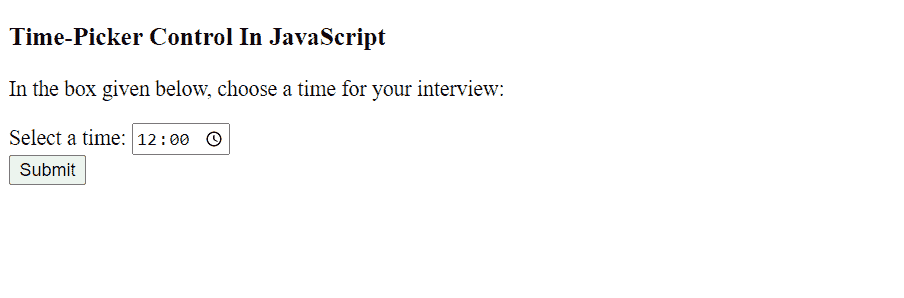 Time-Picker Control In JavaScript
In the box given below, choose a time for your interview:
Select a time: 12:00
Submit